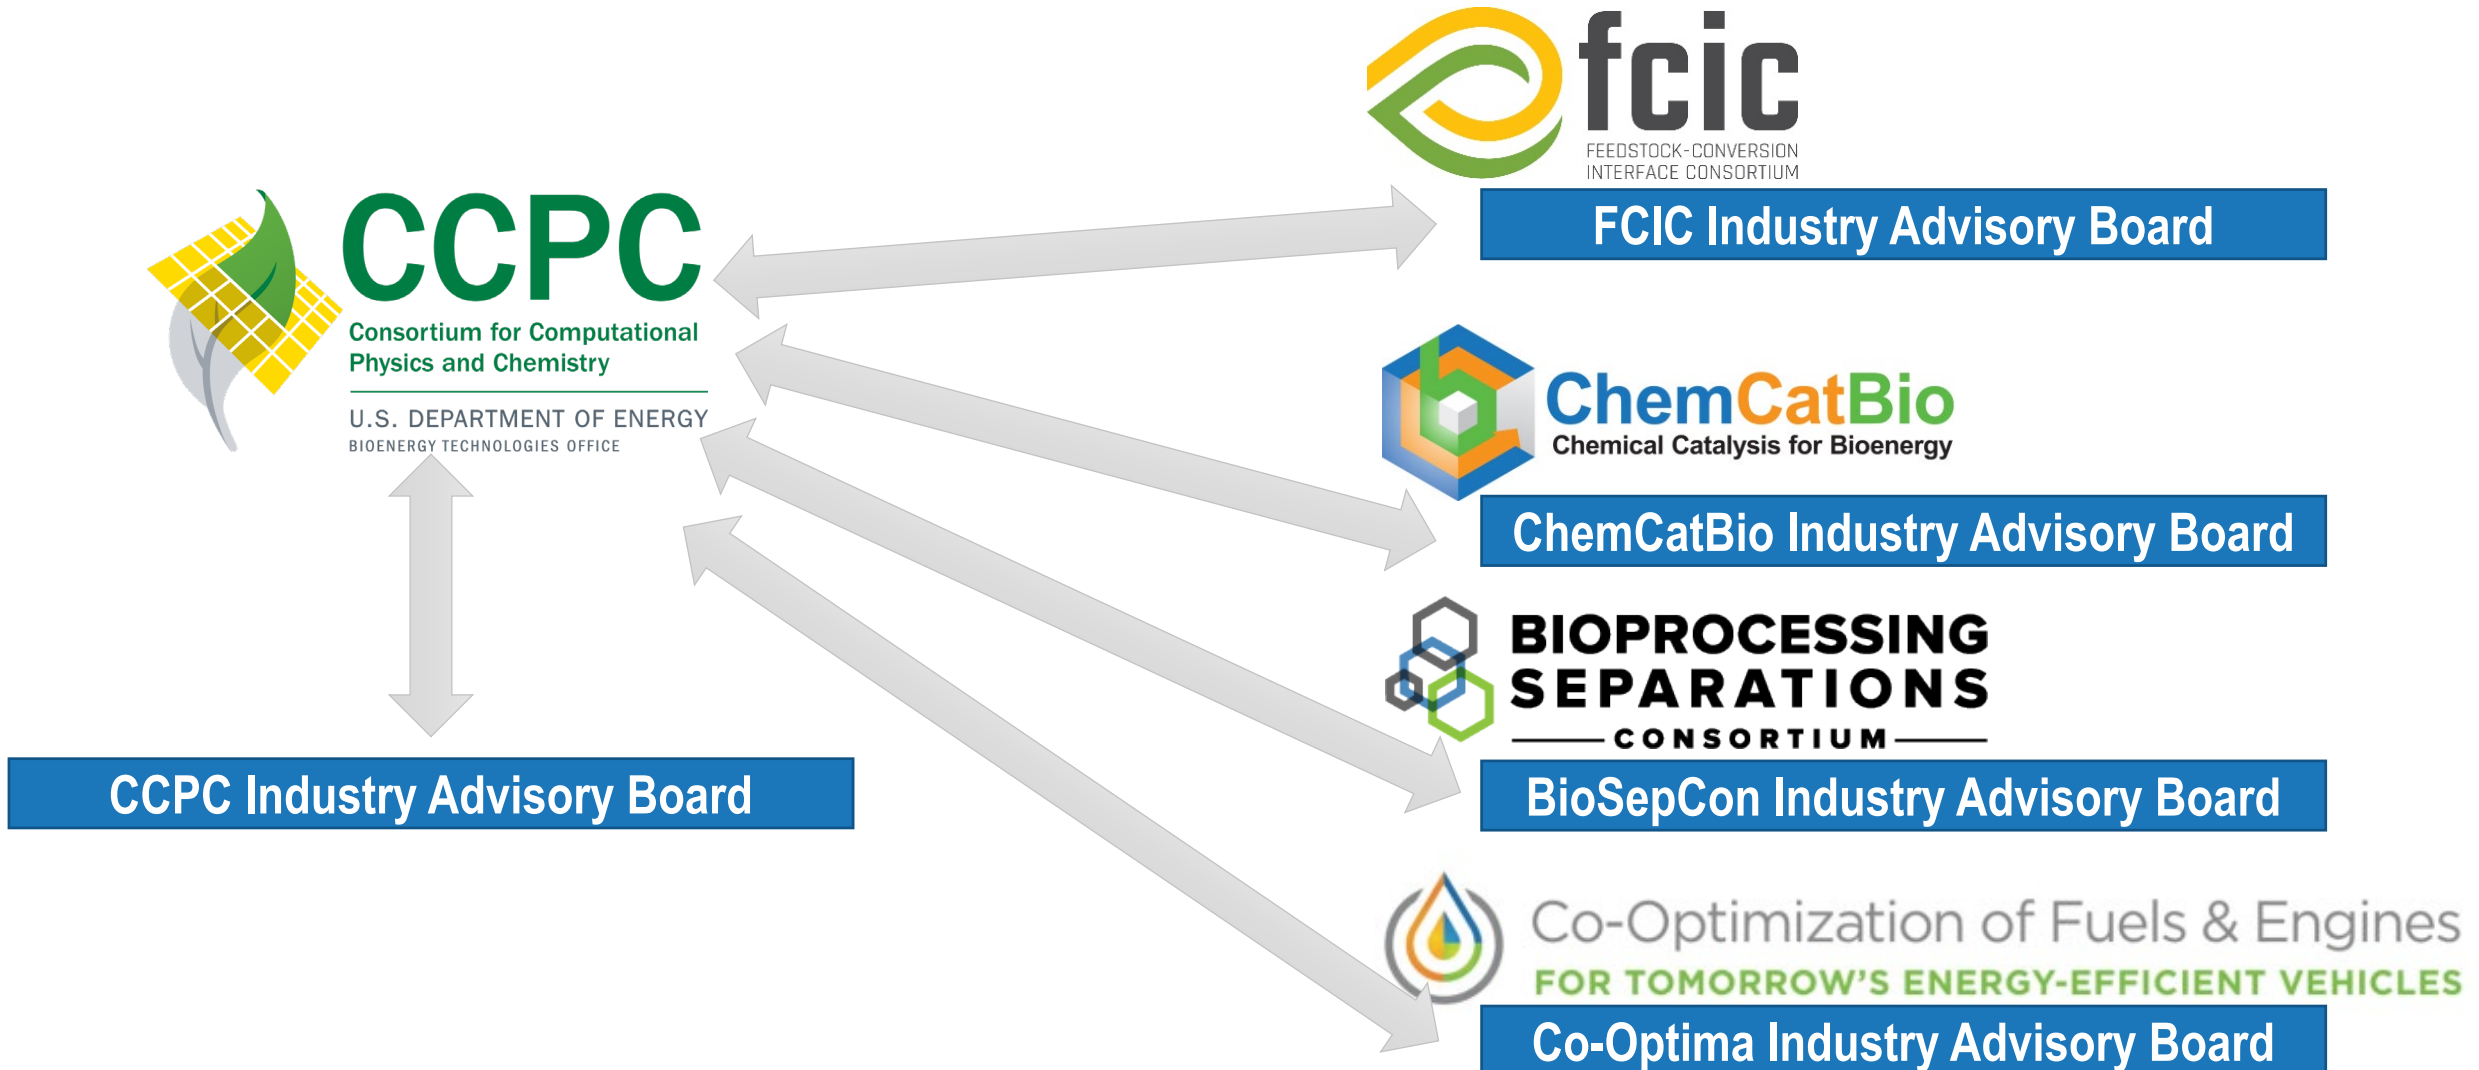 CCPC
Consortium for Computational
Physics and Chemistry
U.S. DEPARTMENT OF ENERGY
BIOENERGY TECHNOLOGIES OFFICE
CCPC Industry Advisory Board
fcic
FEEDSTOCK-CONVERSION
INTERFACE CONSORTIUM
FCIC Industry Advisory Board
ChemCatBio
Chemical Catalysis for Bioenergy
ChemCatBio Industry Advisory Board
BIOPROCESSING
SEPARATIONS
CONSORTIUM
BioSepCon Industry Advisory Board
Co-Optimization of Fuels & Engines
FOR TOMORROW'S ENERGY-EFFICIENT VEHICLES
Co-Optima Industry Advisory Board